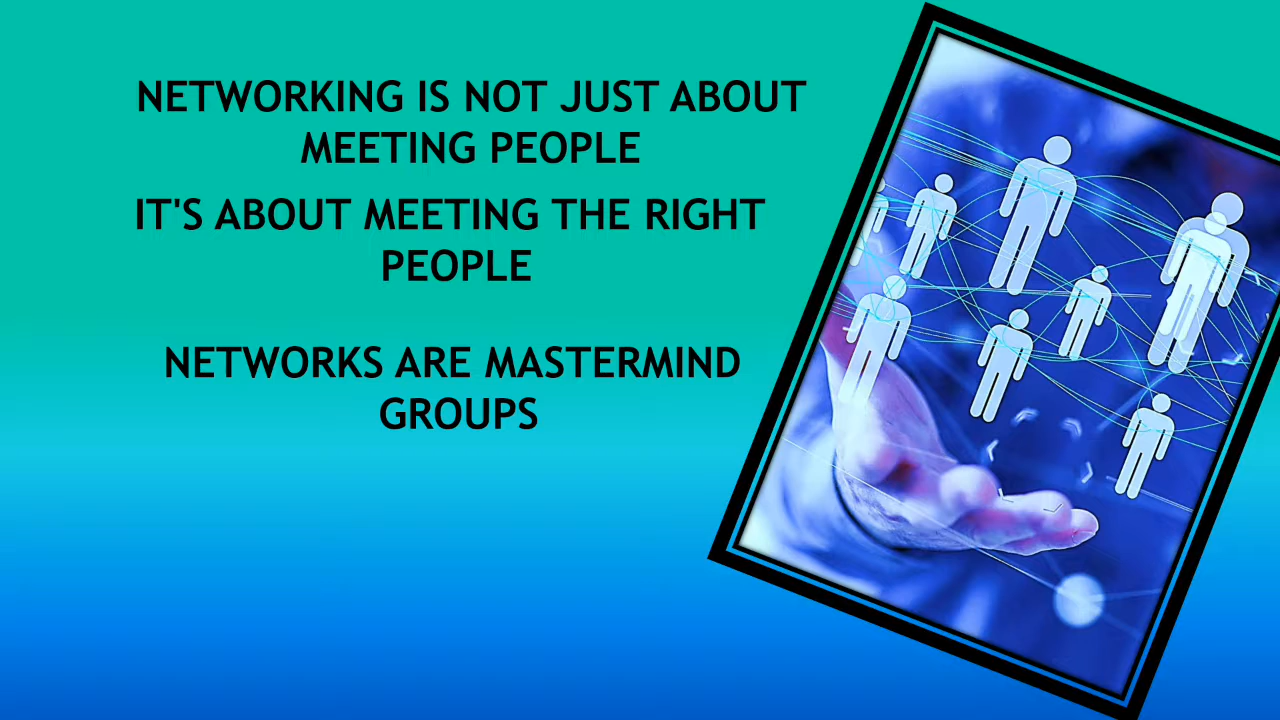 NETWORKING IS NOT JUST ABOUT
MEETING PEOPLE
IT'S ABOUT MEETING THE RIGHT
PEOPLE
NETWORKS ARE MASTERMIND
GROUPS